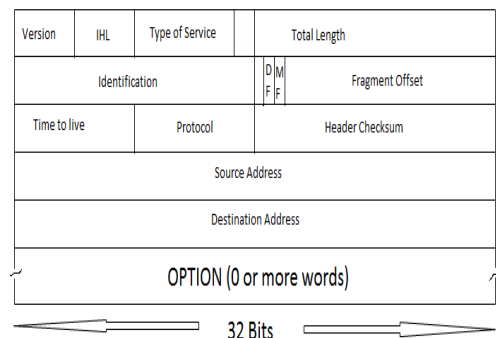 Version IHL Type of Service Total Length
Identification D M Fragment Offset
F F
Time to live Protocol Header Checksum
Source Address
Destination Address
OPTION (0 or more words)
32 Bits